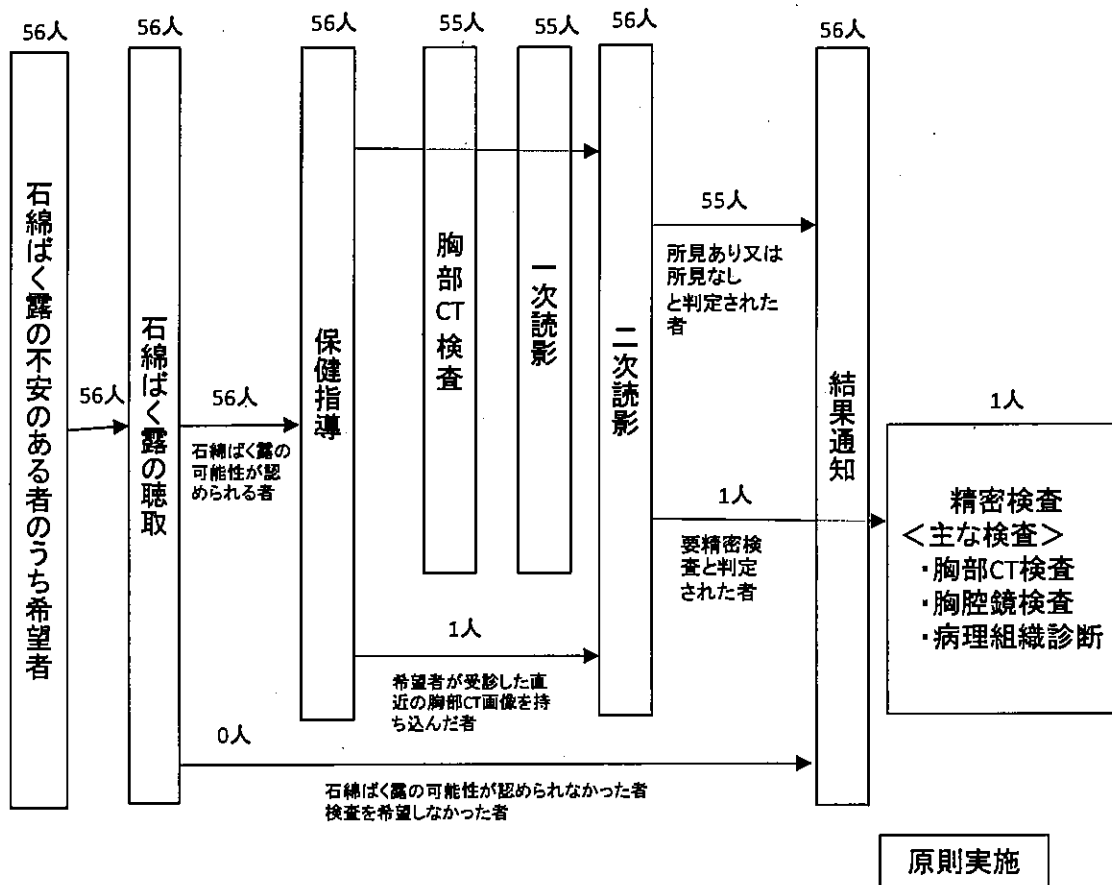 56人
56人
56人
55人
55人
56人
56人
石綿ばく露の不安のある者のうち希望者
56人
石綿ばく露の聴取
56人
石綿ばく露の
可能性が認
められる者
保健指導
胸部CT検査
一次読影
二次読影
55人
所見あり又は
所見なし
と判定された
者
1人
要精密検
査と判定
された者
1人
希望者が受診した直
近の胸部CT画像を持
ち込んだ者
0人
石綿ばく露の可能性が認められなかった者
検査を希望しなかった者
結果通知
1人
精密検査
＜主な検査＞
・胸部CT検査
・胸腔鏡検査
・病理組織診断
原則実施